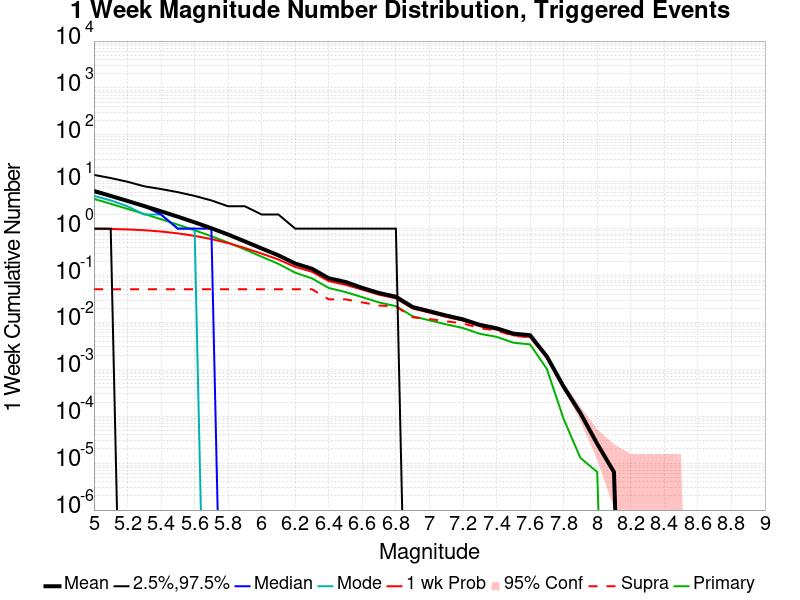 1 Week Magnitude Number Distribution, Triggered Events
10 4
10 3
10 2
10 1
10 0
10 -1
10 -2
10 -3
10 -4
10 -5
10 -6
1 Week Cumulative Number
5 5.2 5.4 5.6 5.8 6 6.2 6.4 6.6 6.8 7 7.2 7.4 7.6 7.8 8 8.2 8.4 8.6 8.8 9
Magnitude
Mean 2.5%,97.5% Median Mode 1 wk Prob 95% Conf Supra Primary